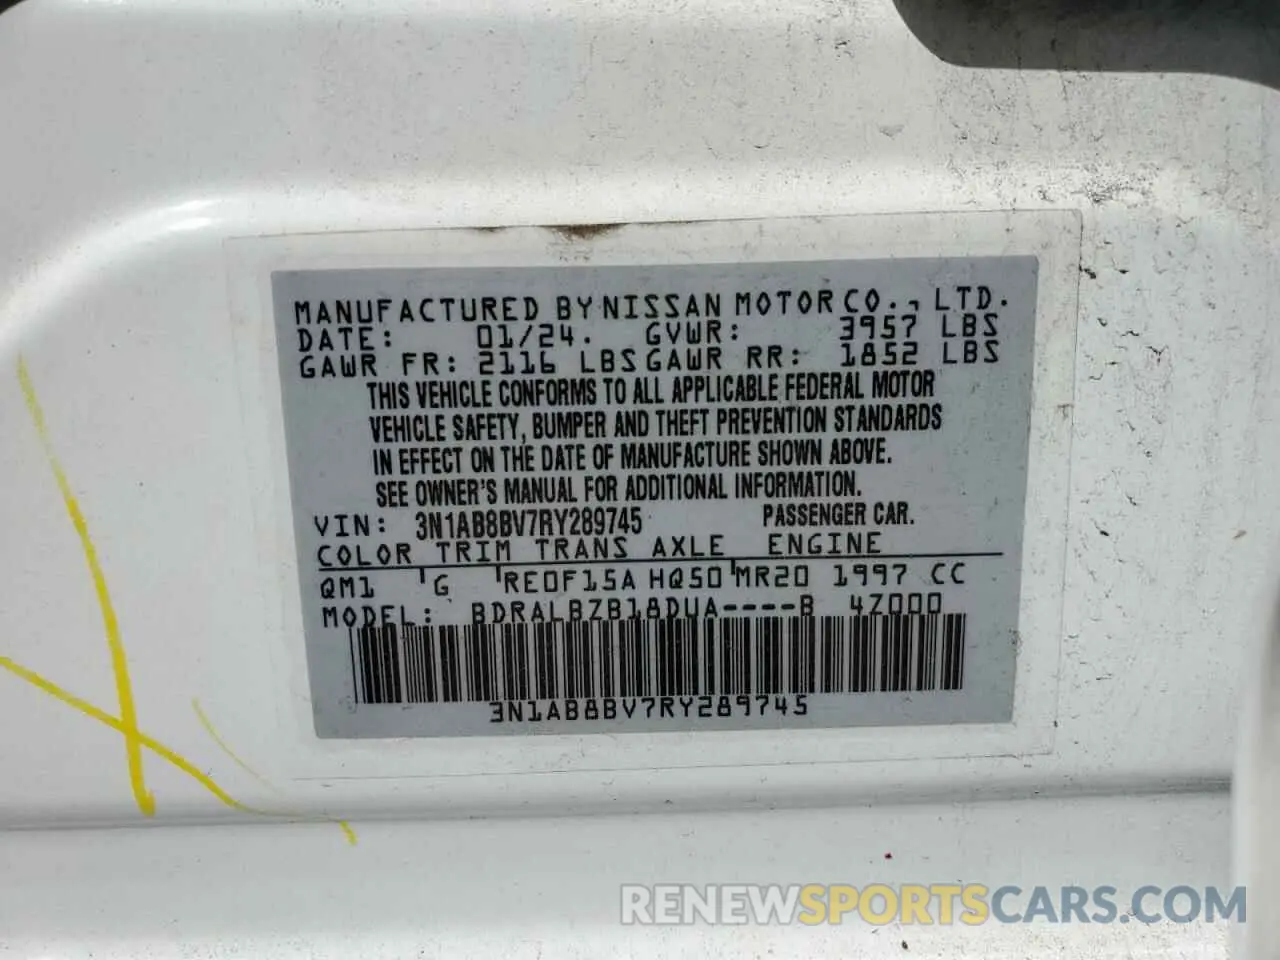 MANUFACTURED BY NISSAN MOTOR CO., LTD.
DATE: 01/24. GVWR: 3957 LBS
GAWR FR: 2116 LBS GAWR RR: 1852 LBS
THIS VEHICLE CONFORMS TO ALL APPLICABLE FEDERAL MOTOR
VEHICLE SAFETY, BUMPER AND THEFT PREVENTION STANDARDS
IN EFFECT ON THE DATE OF MANUFACTURE SHOWN ABOVE.
SEE OWNER'S MANUAL FOR ADDITIONAL INFORMATION.
VIN: 3N1AB8BV7RY289745 PASSENGER CAR.
COLOR TRIM TRANS AXLE ENGINE
QM1 G RE0F15A HQ50 MR20 1997 CC
MODEL: BDRALBZB18DUA----B 4Z000
3N1AB8BV7RY289745
RENEWSPORTSCARS.COM